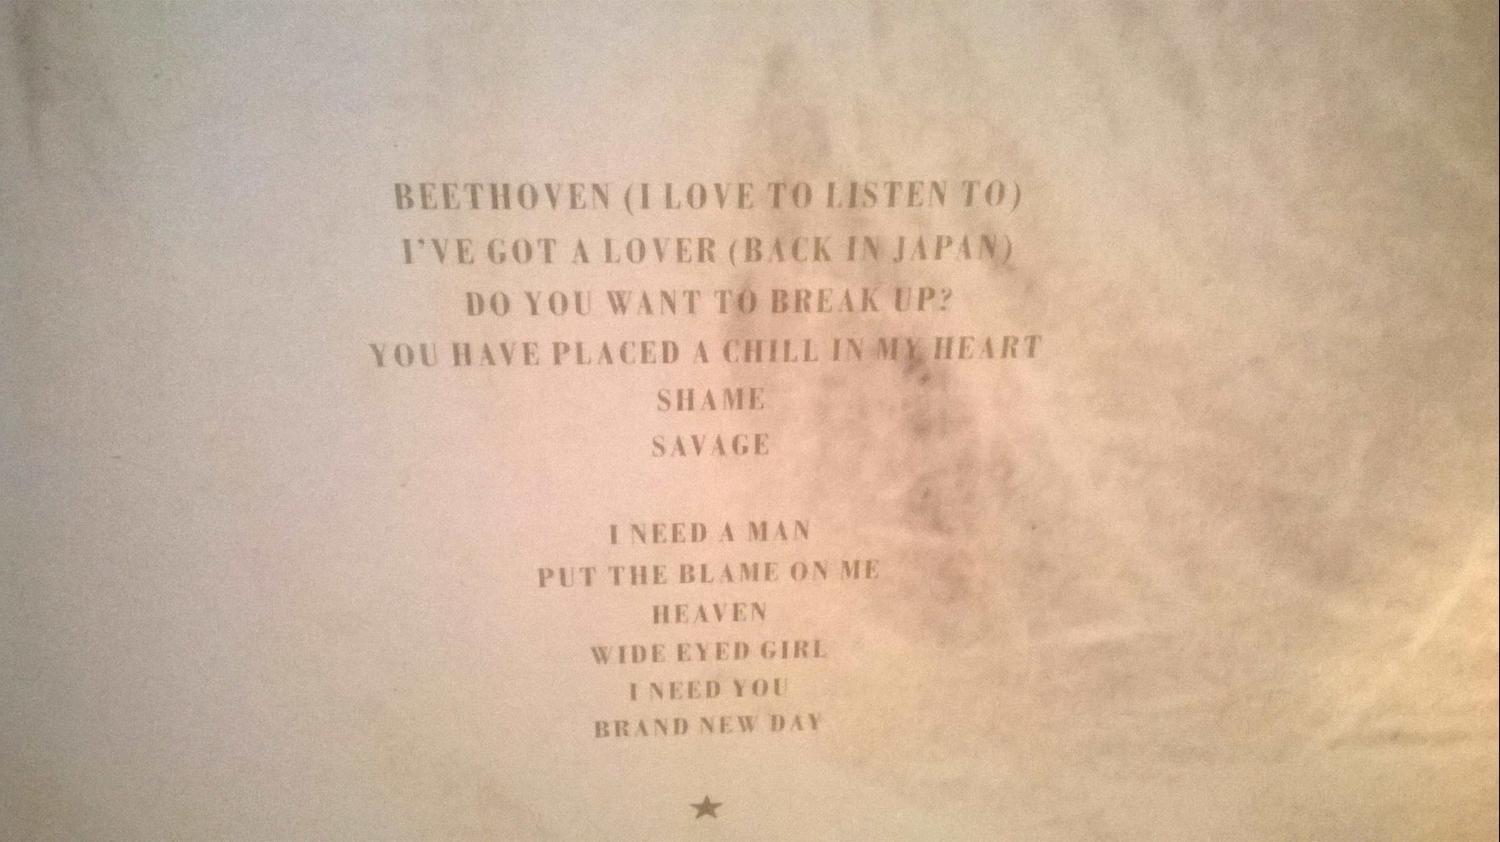 BEETHOVEN (I LOVE TO LISTEN TO)
I'VE GOT A LOVER (BACK IN JAPAN)
DO YOU WANT TO BREAK UP?
YOU HAVE PLACED A CHILL IN MY HEART
SHAME
SAVAGE
I NEED A MAN
PUT THE BLAME ON ME
HEAVEN
WIDE EYED GIRL
I NEED YOU
BRAND NEW DAY